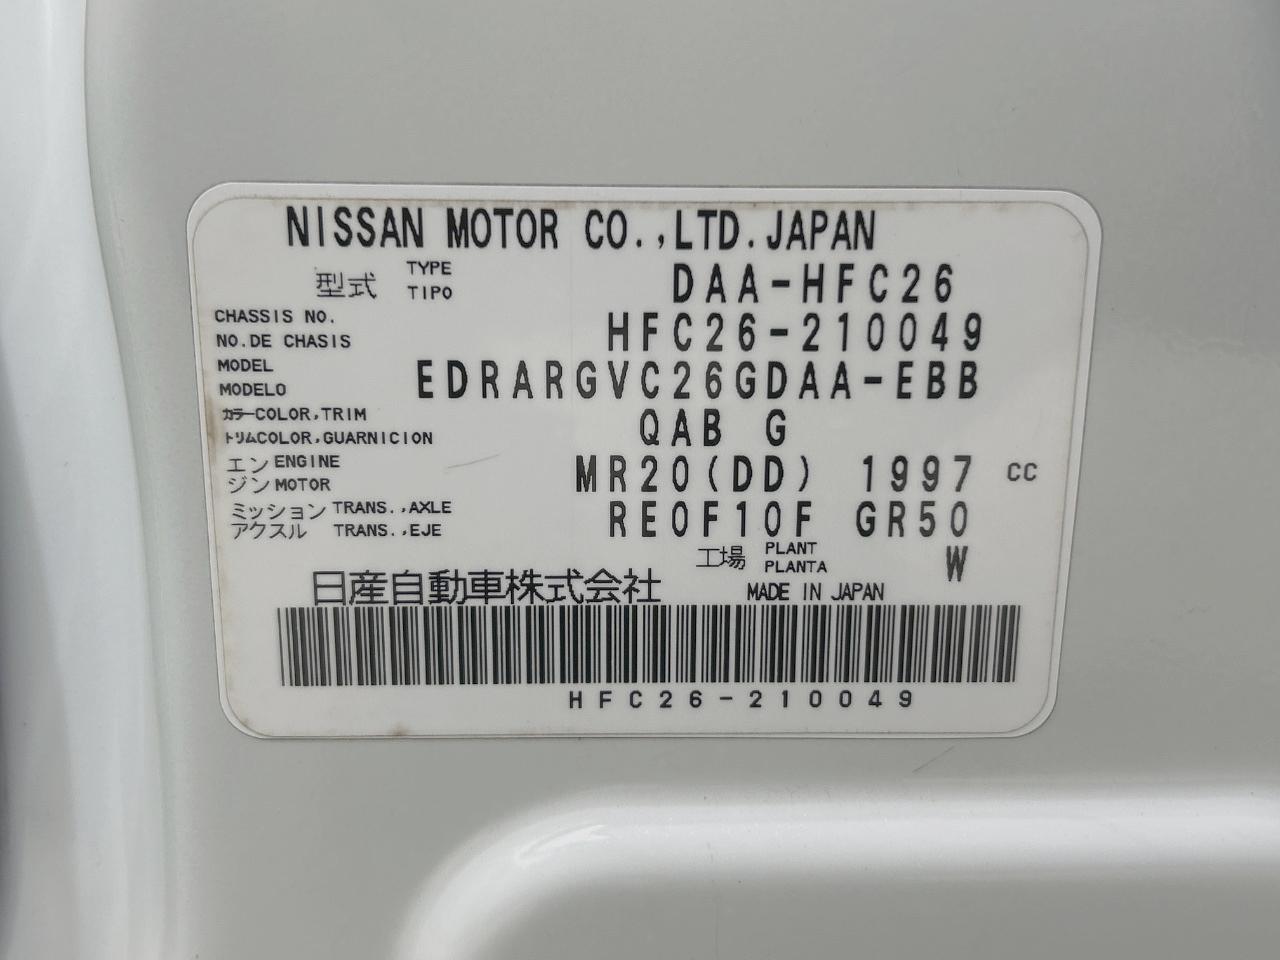 NISSAN MOTOR CO.,LTD.JAPAN
型式 TYPE TIPO DAA-HFC26
CHASSIS NO. NO.DE CHASIS HFC26-210049
MODEL MODELO EDRARGVC26GDAA-EBB
カラーCOLOR,TRIM トリムCOLOR,GUARNICION QAB G
エンジン ENGINE MOTOR MR20(DD) 1997 CC
ミッション TRANS.,AXLE アクスル TRANS.,EJE RE0F10F GR50
工場 PLANT PLANTA W
日産自動車株式会社 MADE IN JAPAN
HFC26-210049